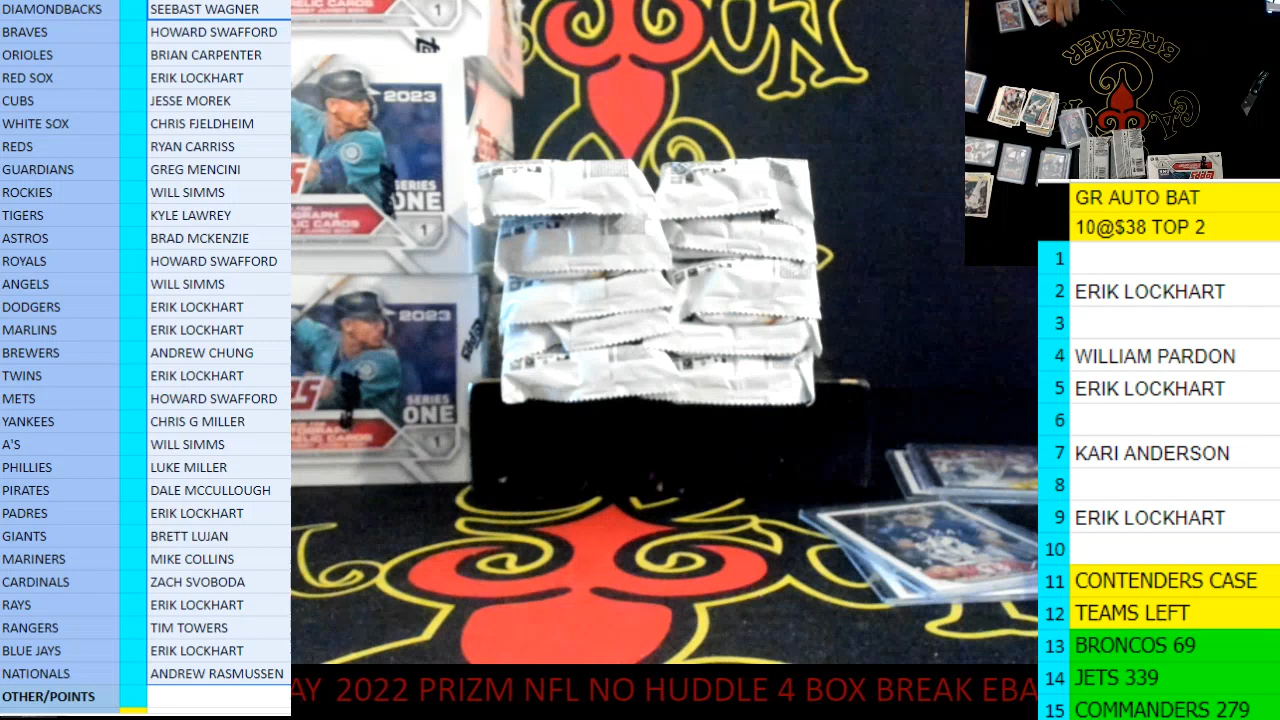 DIAMONDBACKS SEEBAST WAGNER
BRAVES HOWARD SWAFFORD
ORIOLES BRIAN CARPENTER
RED SOX ERIK LOCKHART
CUBS JESSE MOREK
WHITE SOX CHRIS FJELDHEIM
REDS RYAN CARRISS
GUARDIANS GREG MENCINI
ROCKIES WILL SIMMS
TIGERS KYLE LAWREY
ASTROS BRAD MCKENZIE
ROYALS HOWARD SWAFFORD
ANGELS WILL SIMMS
DODGERS ERIK LOCKHART
MARLINS ERIK LOCKHART
BREWERS ANDREW CHUNG
TWINS ERIK LOCKHART
METS HOWARD SWAFFORD
YANKEES CHRIS G MILLER
A'S WILL SIMMS
PHILLIES LUKE MILLER
PIRATES DALE MCCULLOUGH
PADRES ERIK LOCKHART
GIANTS BRETT LUJAN
MARINERS MIKE COLLINS
CARDINALS ZACH SVOBODA
RAYS ERIK LOCKHART
RANGERS TIM TOWERS
BLUE JAYS ERIK LOCKHART
NATIONALS ANDREW RASMUSSEN
OTHER/POINTS
1
2023
SERIES
ONE
1
2023
SERIES
ONE
1
BREAKER
GR AUTO BAT
10@$38 TOP 2
1
2 ERIK LOCKHART
3
4 WILLIAM PARDON
5 ERIK LOCKHART
6
7 KARI ANDERSON
8
9 ERIK LOCKHART
10
11 CONTENDERS CASE
12 TEAMS LEFT
13 BRONCOS 69
14 JETS 339
15 COMMANDERS 279
AY 2022 PRIZM NFL NO HUDDLE 4 BOX BREAK EBA